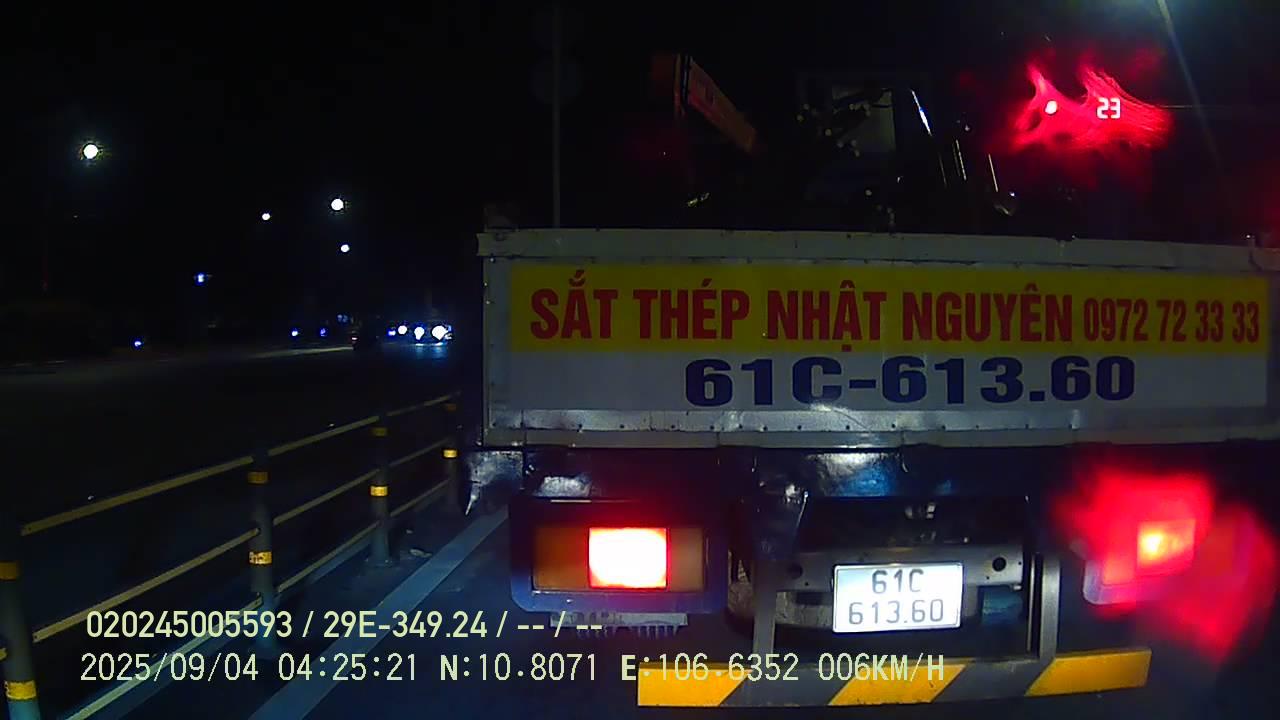 23
SẮT THÉP NHẬT NGUYÊN 0972 72 33 33
61C-613.60
61C
613.60
020245005593 / 29E-349.24 / -- / --
2025/09/04 04:25:21 N:10.8071 E:106.6352 006KM/H